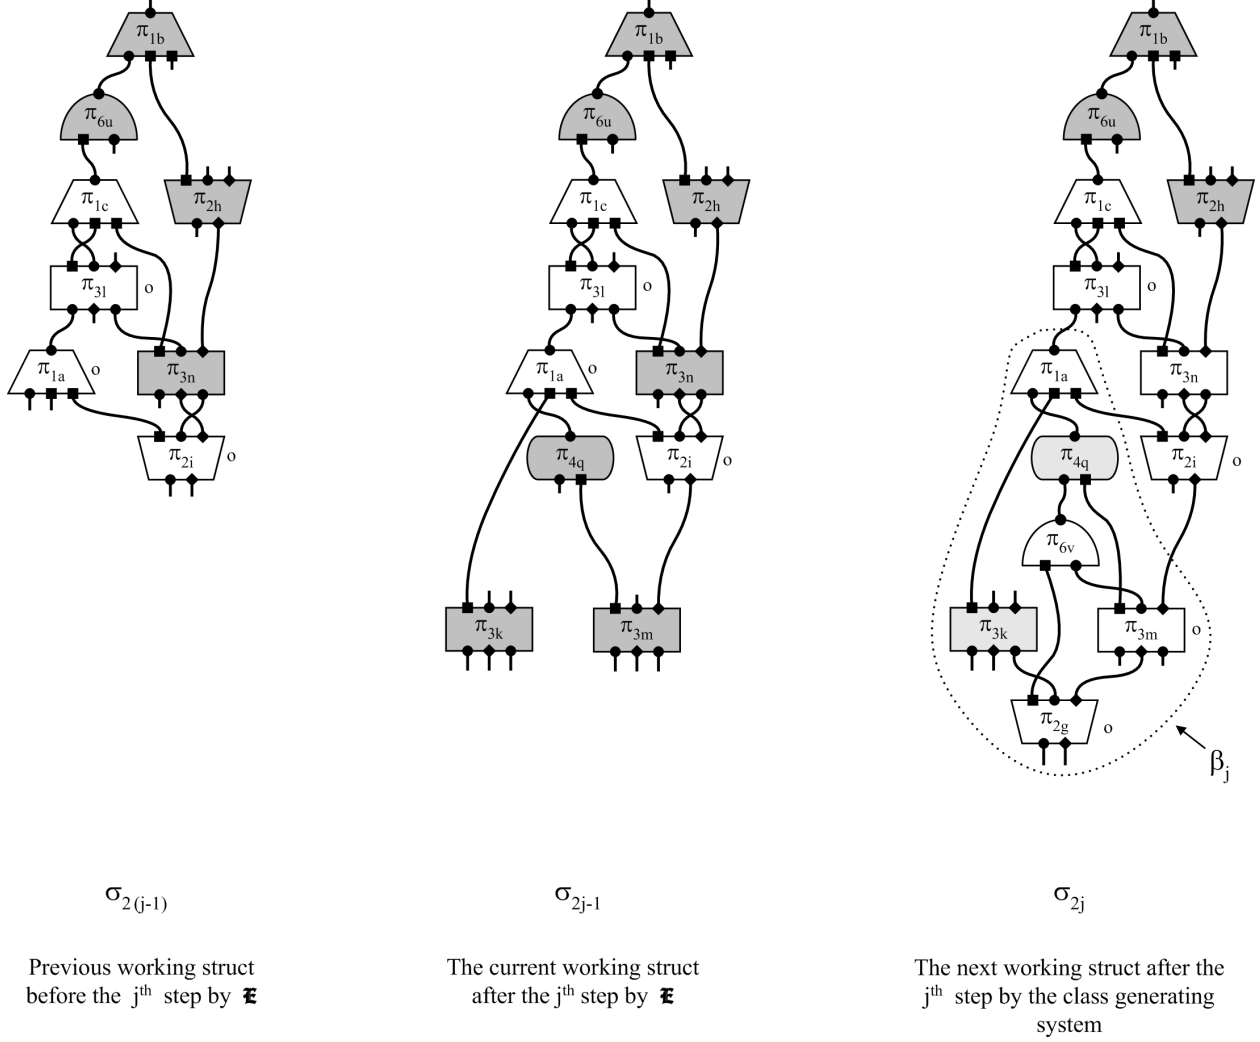 π1b
π6u
π1c
π2h
π3l
o
π1a
o
π3n
π2i
o
π1b
π6u
π1c
π2h
π3l
o
π1a
o
π3n
π4q
π2i
o
π3k
π3m
π1b
π6u
π1c
π2h
π3l
o
π1a
π3n
π4q
π2i
o
π6v
π3k
π3m
o
π2g
o
βj
σ2(j-1)
Previous working struct
before the jth step by
σ2j-1
The current working struct
after the jth step by
σ2j
The next working struct after the
jth step by the class generating
system